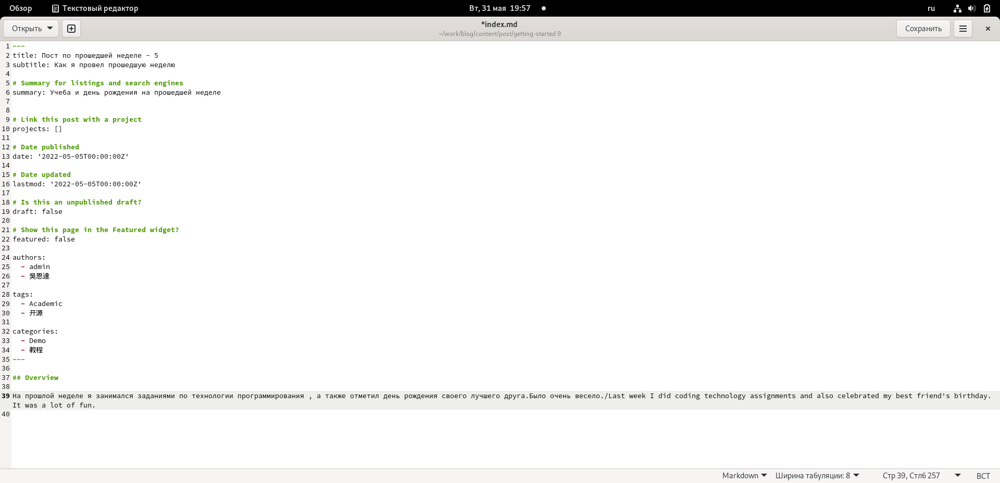 Обзор Текстовый редактор Вт, 31 мая 19:57 ru
Открыть *index.md Сохранить
~/work/blog/content/post/getting-started 9
1 ---
2 title: Пост по прошедшей неделе - 5
3 subtitle: Как я провел прошедшую неделю
4
5 # Summary for listings and search engines
6 summary: Учеба и день рождения на прошедшей неделе
7
8
9 # Link this post with a project
10 projects: []
11
12 # Date published
13 date: '2022-05-05T00:00:00Z'
14
15 # Date updated
16 lastmod: '2022-05-05T00:00:00Z'
17
18 # Is this an unpublished draft?
19 draft: false
20
21 # Show this page in the Featured widget?
22 featured: false
23
24 authors:
25   - admin
26   - 吳恩達
27
28 tags:
29   - Academic
30   - 开源
31
32 categories:
33   - Demo
34   - 教程
35 ---
36
37 ## Overview
38
39 На прошлой неделе я занимался заданиями по технологии программирования , а также отметил день рождения своего лучшего друга.Было очень весело./Last week I did coding technology assignments and also celebrated my best friend's birthday.
It was a lot of fun.
40
Markdown Ширина табуляции: 8 Стр 39, Стлб 257 ВСТ